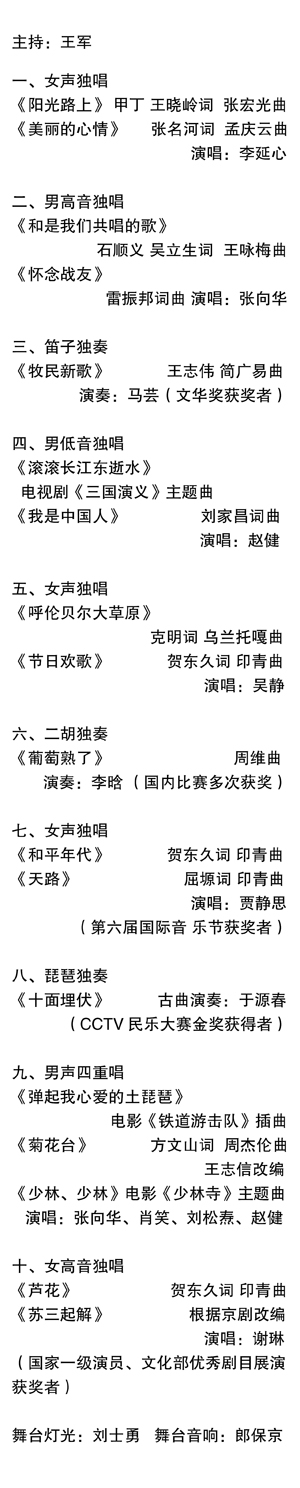 主持：王军
一、女声独唱
《阳光路上》 甲丁 王晓岭词 张宏光曲
《美丽的心情》 张名河词 孟庆云曲
演唱：李延心
二、男高音独唱
《和是我们共唱的歌》
石顺义 吴立生词 王咏梅曲
《怀念战友》
雷振邦词曲 演唱：张向华
三、笛子独奏
《牧民新歌》 王志伟 简广易曲
演奏：马芸（文华奖获奖者）
四、男低音独唱
《滚滚长江东逝水》
电视剧《三国演义》主题曲
《我是中国人》 刘家昌词曲
演唱：赵健
五、女声独唱
《呼伦贝尔大草原》
克明词 乌兰托嘎曲
《节日欢歌》 贺东久词 印青曲
演唱：吴静
六、二胡独奏
《葡萄熟了》 周维曲
演奏：李晗（国内比赛多次获奖）
七、女声独唱
《和平年代》 贺东久词 印青曲
《天路》 屈塬词 印青曲
演唱：贾静思
（第六届国际音 乐节获奖者）
八、琵琶独奏
《十面埋伏》 古曲演奏：于源春
（CCTV 民乐大赛金奖获得者）
九、男声四重唱
《弹起我心爱的土琵琶》
电影《铁道游击队》插曲
《菊花台》 方文山词 周杰伦曲
王志信改编
《少林、少林》电影《少林寺》主题曲
演唱：张向华、肖笑、刘松焘、赵健
十、女高音独唱
《芦花》 贺东久词 印青曲
《苏三起解》 根据京剧改编
演唱：谢琳
（国家一级演员、文化部优秀剧目展演
获奖者）
舞台灯光：刘士勇 舞台音响：郎保京